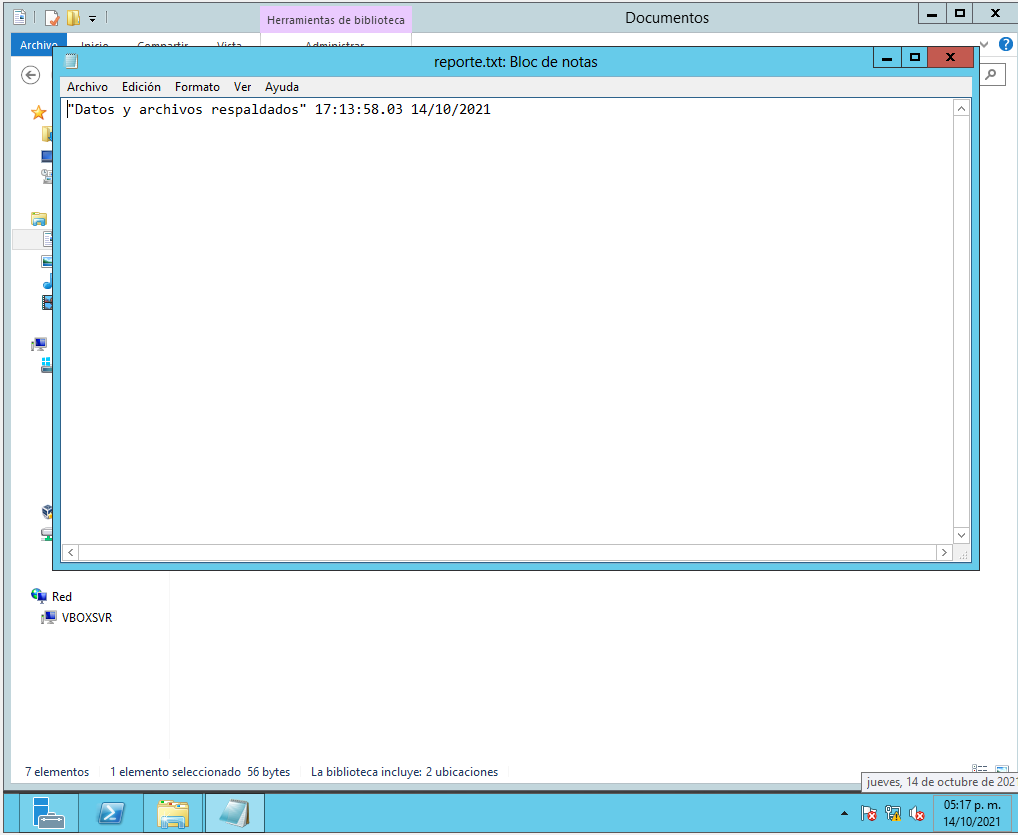 Herramientas de biblioteca
Documentos
Archivo
Inicio
Compartir
Vista
Administrar
reporte.txt: Bloc de notas
Archivo Edición Formato Ver Ayuda
"Datos y archivos respaldados" 17:13:58.03 14/10/2021
Red
VBOXSVR
7 elementos 1 elemento seleccionado 56 bytes La biblioteca incluye: 2 ubicaciones
jueves, 14 de octubre de 202
05:17 p. m.
14/10/2021